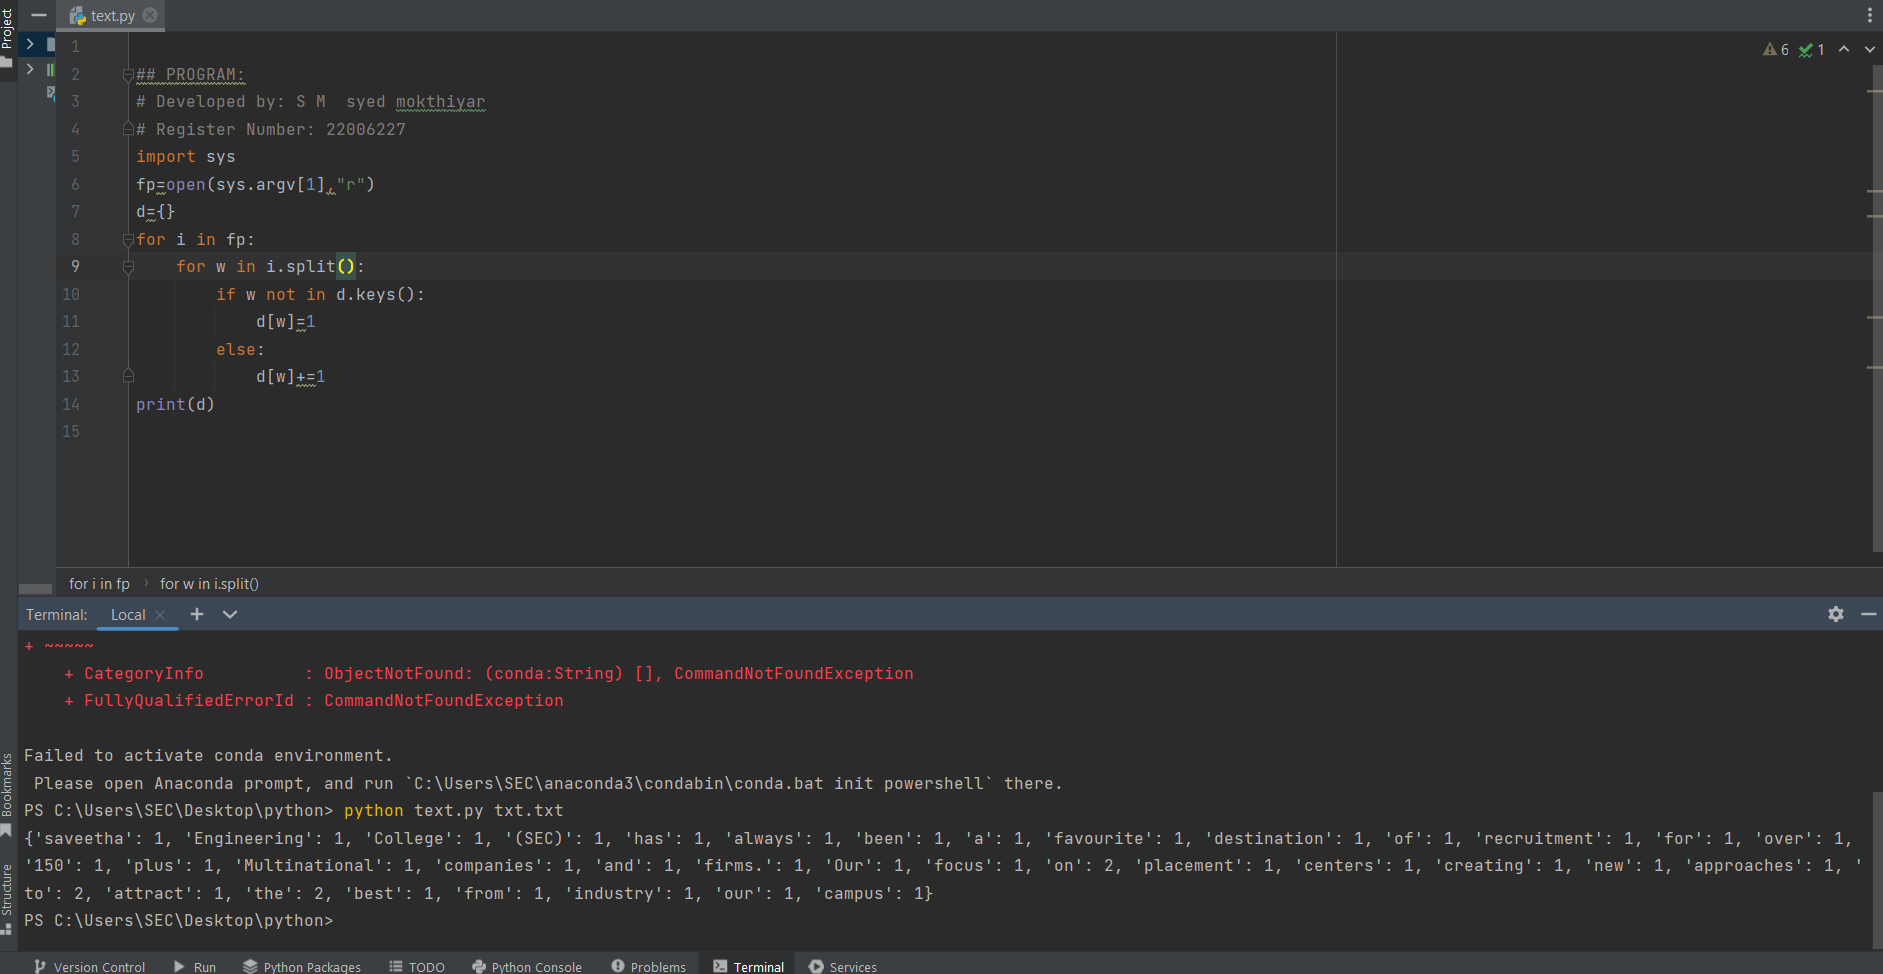 Project
text.py
6 1
1
2 ## PROGRAM:
3 # Developed by: S M  syed mokthiyar
4 # Register Number: 22006227
5 import sys
6 fp=open(sys.argv[1],"r")
7 d={}
8 for i in fp:
9     for w in i.split():
10         if w not in d.keys():
11             d[w]=1
12         else:
13             d[w]+=1
14 print(d)
15
for i in fp › for w in i.split()
Terminal: Local
+ ~~~~~
    + CategoryInfo          : ObjectNotFound: (conda:String) [], CommandNotFoundException
    + FullyQualifiedErrorId : CommandNotFoundException
Failed to activate conda environment.
 Please open Anaconda prompt, and run `C:\Users\SEC\anaconda3\condabin\conda.bat init powershell` there.
PS C:\Users\SEC\Desktop\python> python text.py txt.txt
{'saveetha': 1, 'Engineering': 1, 'College': 1, '(SEC)': 1, 'has': 1, 'always': 1, 'been': 1, 'a': 1, 'favourite': 1, 'destination': 1, 'of': 1, 'recruitment': 1, 'for': 1, 'over': 1,
'150': 1, 'plus': 1, 'Multinational': 1, 'companies': 1, 'and': 1, 'firms.': 1, 'Our': 1, 'focus': 1, 'on': 2, 'placement': 1, 'centers': 1, 'creating': 1, 'new': 1, 'approaches': 1, '
to': 2, 'attract': 1, 'the': 2, 'best': 1, 'from': 1, 'industry': 1, 'our': 1, 'campus': 1}
PS C:\Users\SEC\Desktop\python>
Bookmarks
Structure
Version Control Run Python Packages TODO Python Console Problems Terminal Services